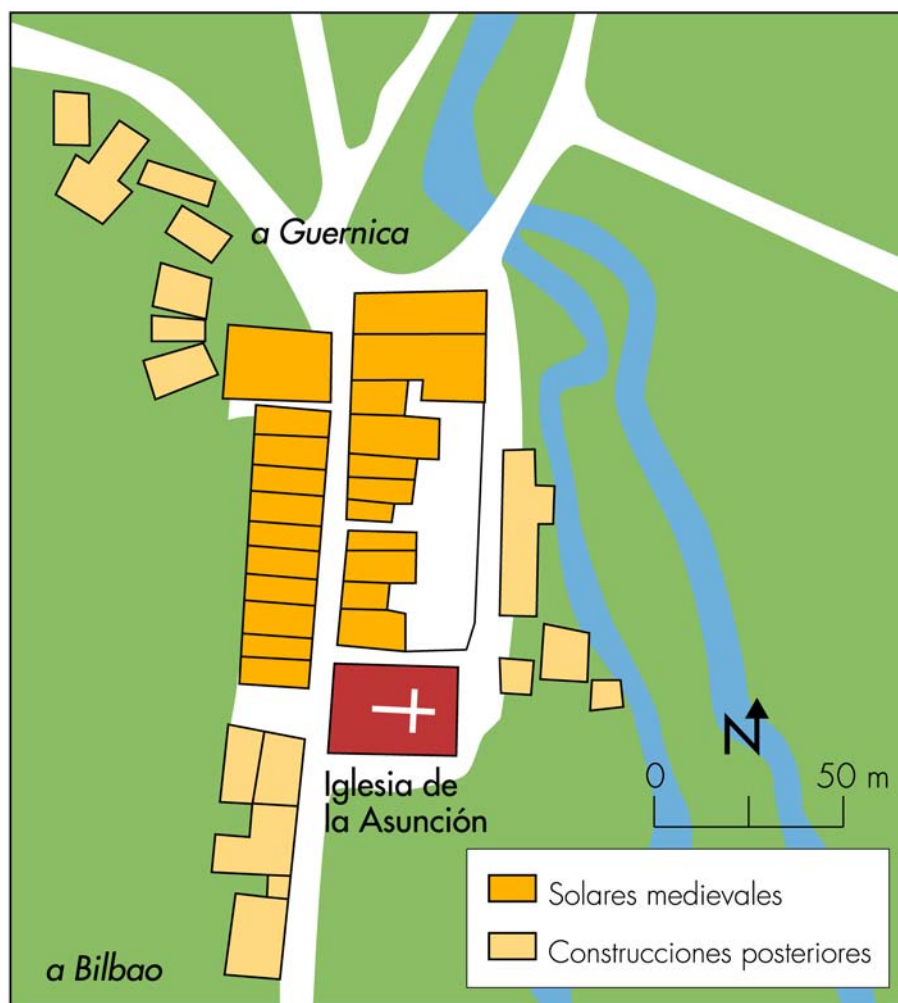 a Guernica
N
0 50 m
Iglesia de
la Asunción
Solares medievales
Construcciones posteriores
a Bilbao